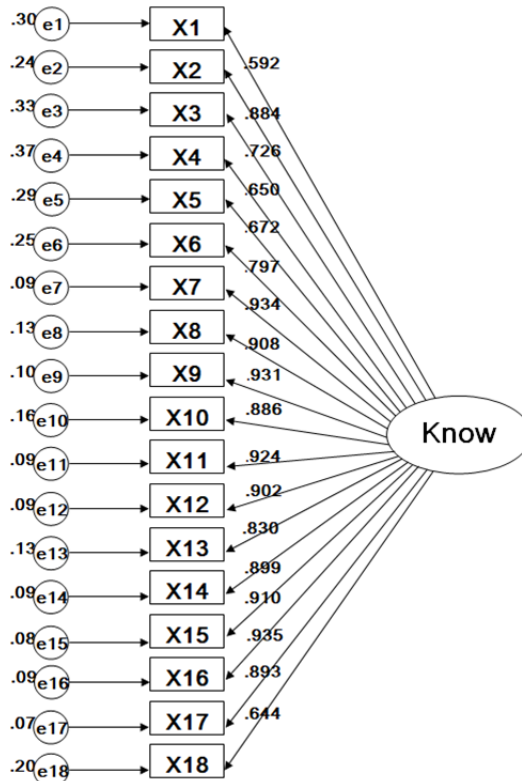 .30 e1 X1
.592
.24 e2 X2
.884
.33 e3 X3
.726
.37 e4 X4
.650
.29 e5 X5
.672
.25 e6 X6
.797
.09 e7 X7
.934
.13 e8 X8
.908
.10 e9 X9
.931
.16 e10 X10
.886
Know
.09 e11 X11
.924
.09 e12 X12
.902
.13 e13 X13
.830
.09 e14 X14
.899
.08 e15 X15
.910
.09 e16 X16
.935
.07 e17 X17
.893
.20 e18 X18
.644